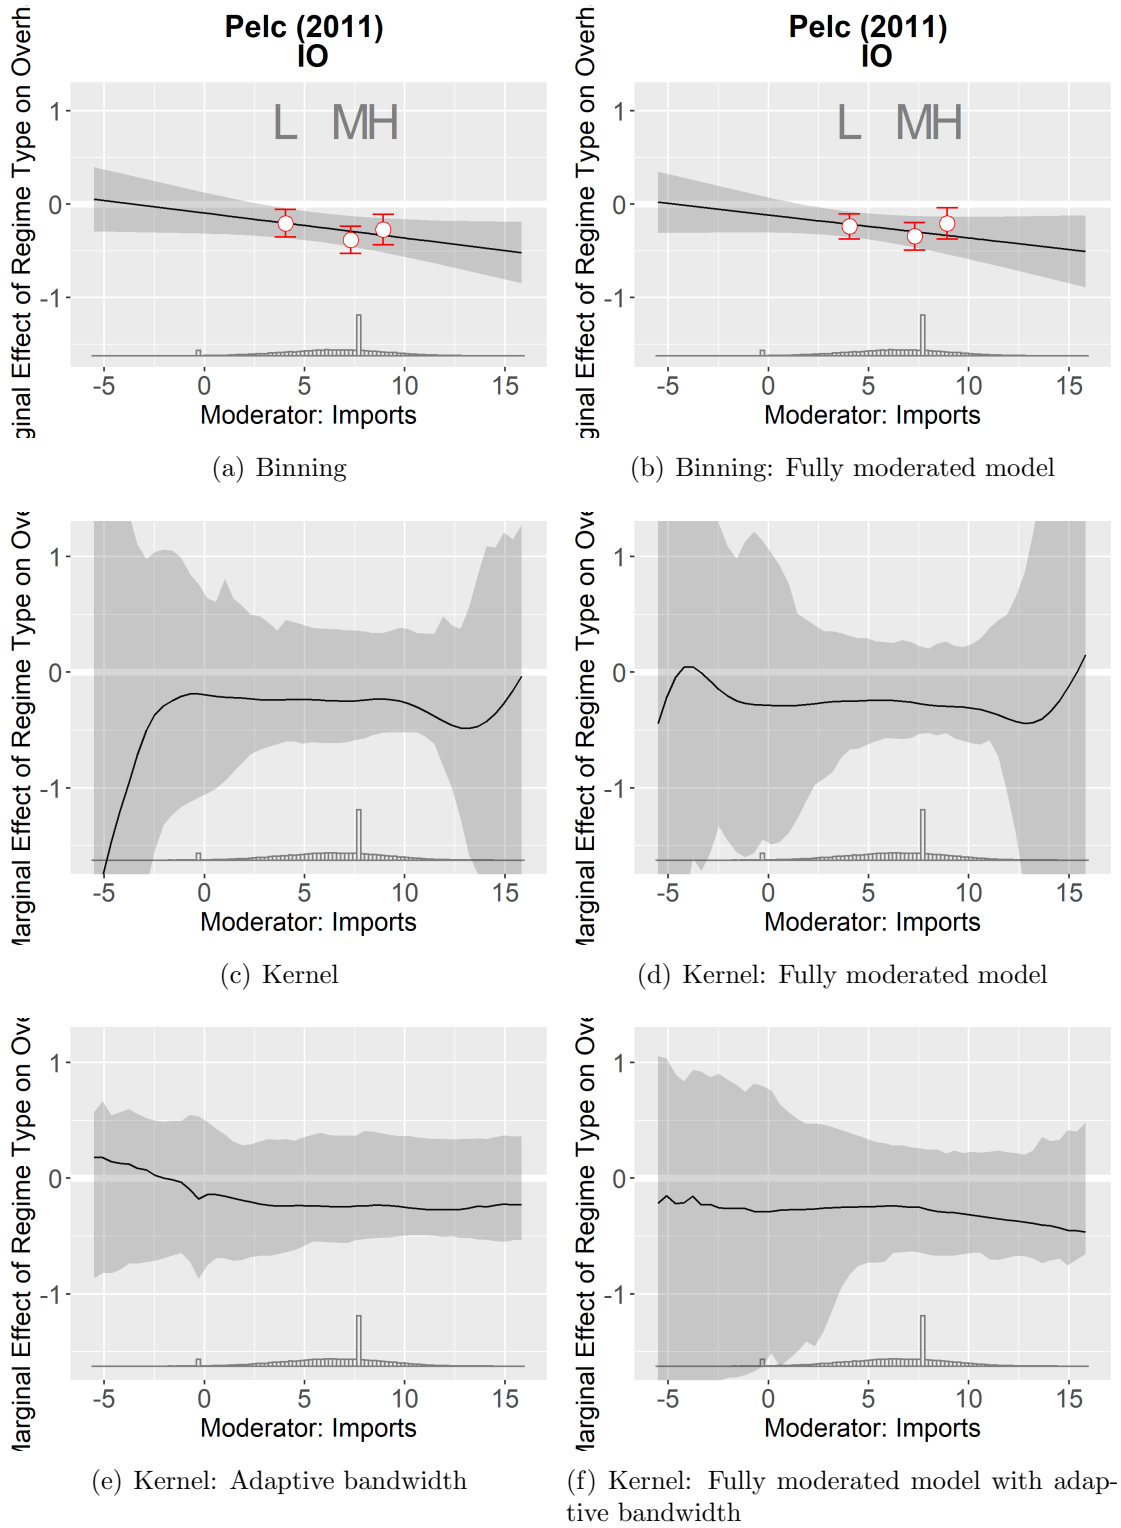 Pelc (2011)
IO
Pelc (2011)
IO
ginal Effect of Regime Type on Overh
1
0
-1
L M H
-5 0 5 10 15
Moderator: Imports
ginal Effect of Regime Type on Overh
1
0
-1
L M H
-5 0 5 10 15
Moderator: Imports
(a) Binning
(b) Binning: Fully moderated model
Marginal Effect of Regime Type on Ove
1
0
-1
-5 0 5 10 15
Moderator: Imports
Marginal Effect of Regime Type on Ove
1
0
-1
-5 0 5 10 15
Moderator: Imports
(c) Kernel
(d) Kernel: Fully moderated model
Marginal Effect of Regime Type on Ove
1
0
-1
-5 0 5 10 15
Moderator: Imports
Marginal Effect of Regime Type on Ove
1
0
-1
-5 0 5 10 15
Moderator: Imports
(e) Kernel: Adaptive bandwidth
(f) Kernel: Fully moderated model with adap-
tive bandwidth